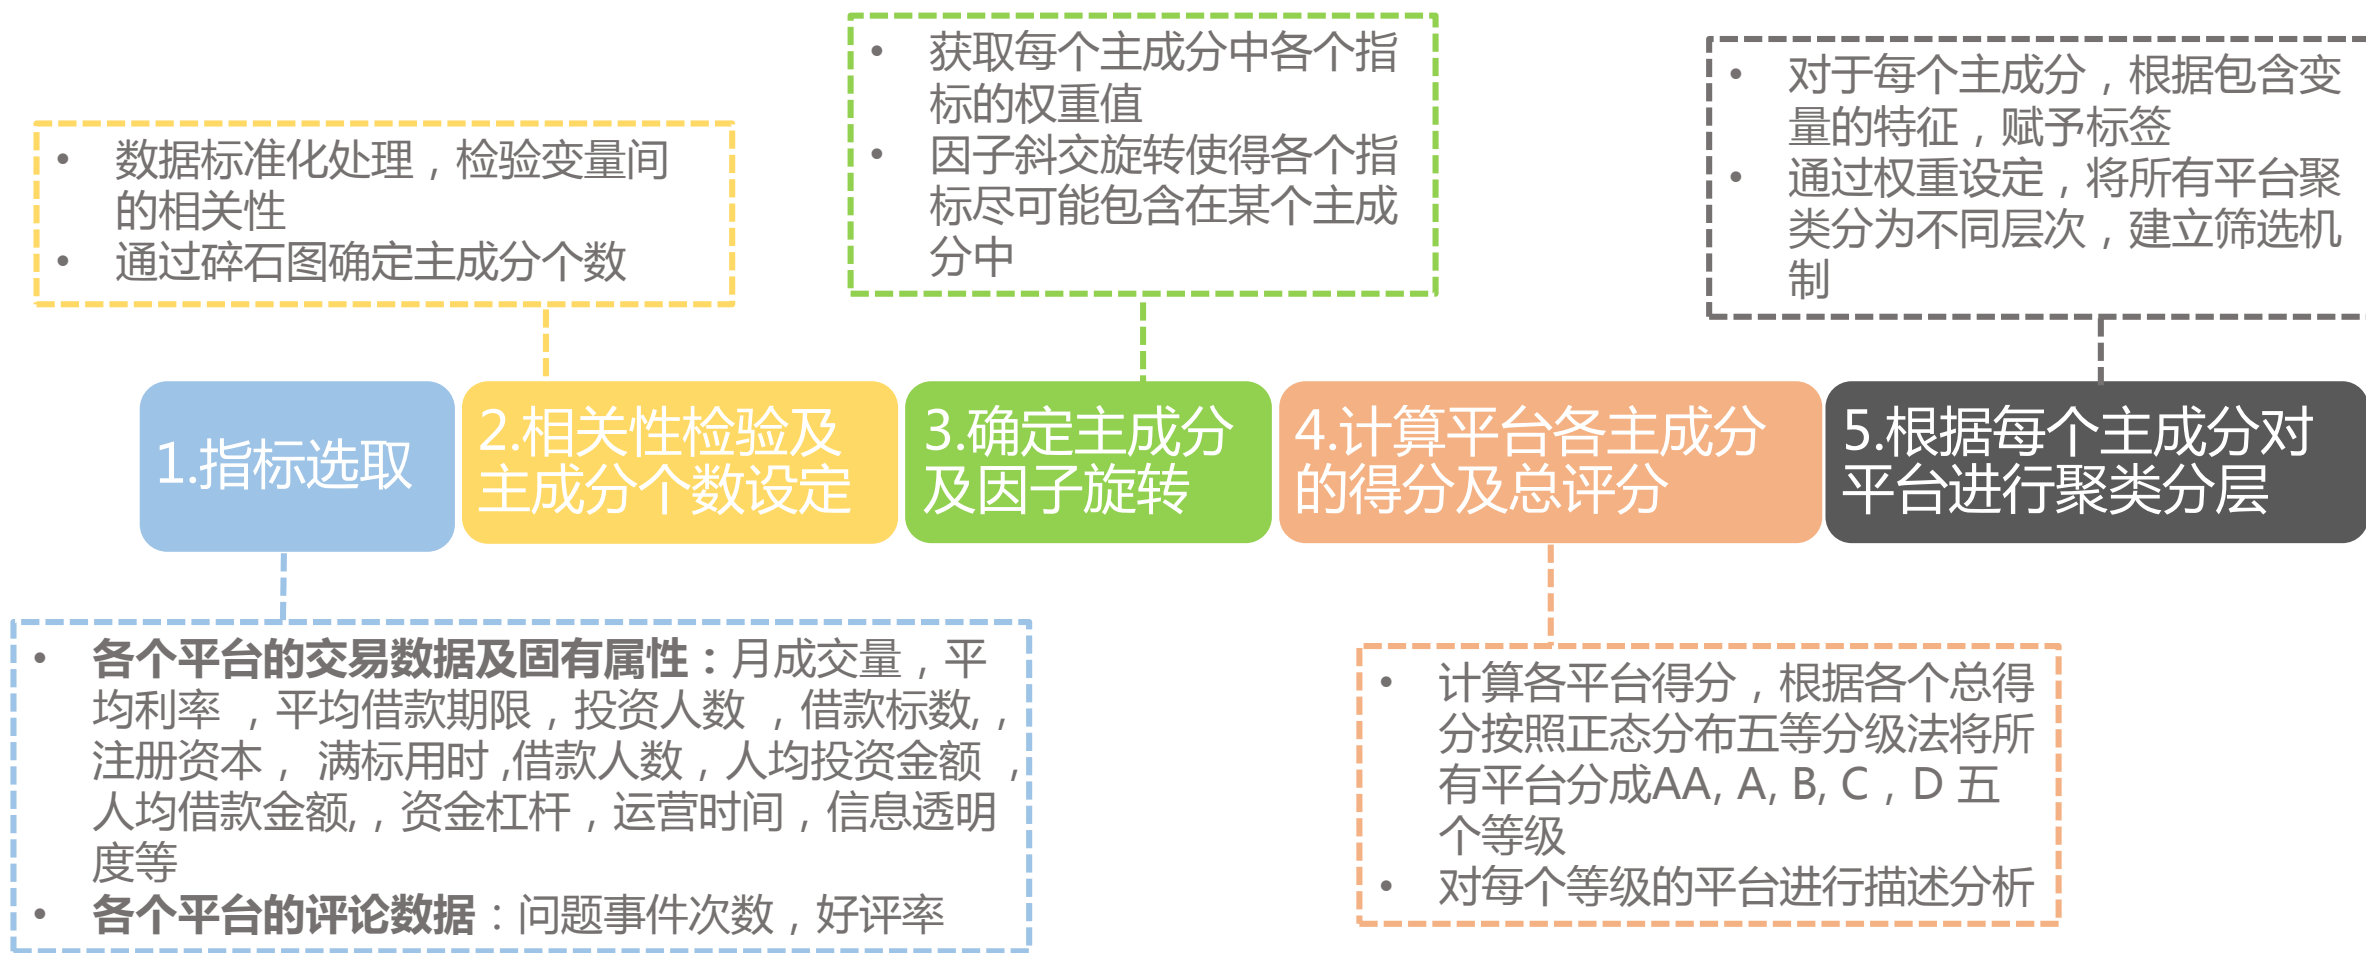 • 数据标准化处理，检验变量间
的相关性
• 通过碎石图确定主成分个数
• 获取每个主成分中各个指
标的权重值
• 因子斜交旋转使得各个指
标尽可能包含在某个主成
分中
• 对于每个主成分，根据包含变
量的特征，赋予标签
• 通过权重设定，将所有平台聚
类分为不同层次，建立筛选机
制
1.指标选取
2.相关性检验及
主成分个数设定
3.确定主成分
及因子旋转
4.计算平台各主成分
的得分及总评分
5.根据每个主成分对
平台进行聚类分层
• 各个平台的交易数据及固有属性：月成交量，平
均利率 ，平均借款期限，投资人数 ，借款标数,，
注册资本， 满标用时 ,借款人数，人均投资金额 ，
人均借款金额,，资金杠杆，运营时间，信息透明
度等
• 各个平台的评论数据：问题事件次数，好评率
• 计算各平台得分，根据各个总得
分按照正态分布五等分级法将所
有平台分成AA, A, B, C，D 五
个等级
• 对每个等级的平台进行描述分析